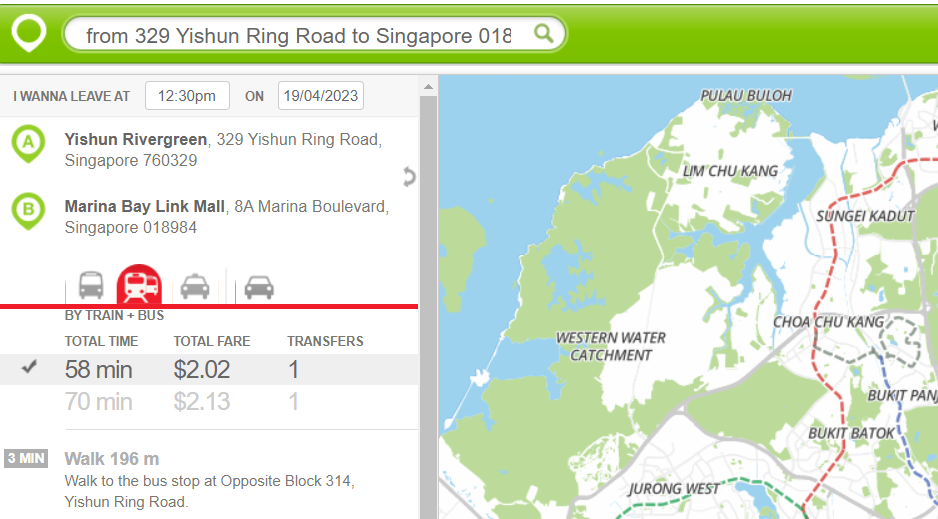 from 329 Yishun Ring Road to Singapore 018
I WANNA LEAVE AT 12:30pm ON 19/04/2023
A Yishun Rivergreen, 329 Yishun Ring Road,
Singapore 760329
B Marina Bay Link Mall, 8A Marina Boulevard,
Singapore 018984
BY TRAIN + BUS
TOTAL TIME TOTAL FARE TRANSFERS
58 min $2.02 1
70 min $2.13 1
3 MIN Walk 196 m
Walk to the bus stop at Opposite Block 314,
Yishun Ring Road.
PULAU BULOH
LIM CHU KANG
SUNGEI KADUT
CHOA CHU KANG
WESTERN WATER
CATCHMENT
BUKIT PANJ
BUKIT BATOK
JURONG WEST